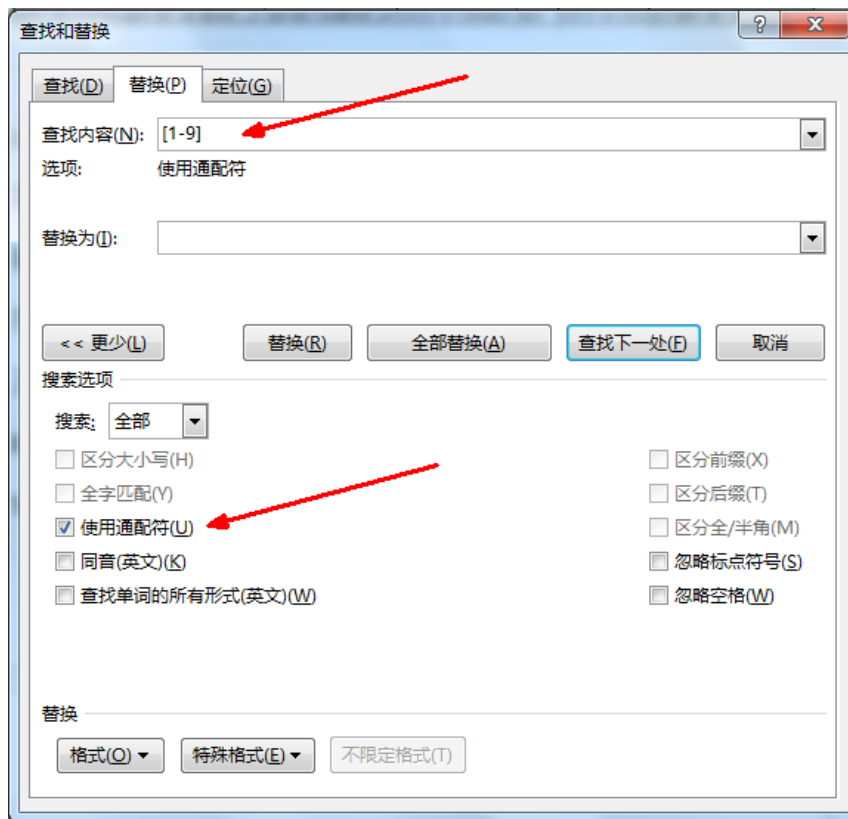 查找和替换
查找(D) 替换(P) 定位(G)
查找内容(N): [1-9]
选项: 使用通配符
替换为(I):
<< 更少(L) 替换(R) 全部替换(A) 查找下一处(F) 取消
搜索选项
搜索: 全部
区分大小写(H) 区分前缀(X)
全字匹配(Y) 区分后缀(T)
使用通配符(U) 区分全/半角(M)
同音(英文)(K) 忽略标点符号(S)
查找单词的所有形式(英文)(W) 忽略空格(W)
替换
格式(O) 特殊格式(E) 不限定格式(T)